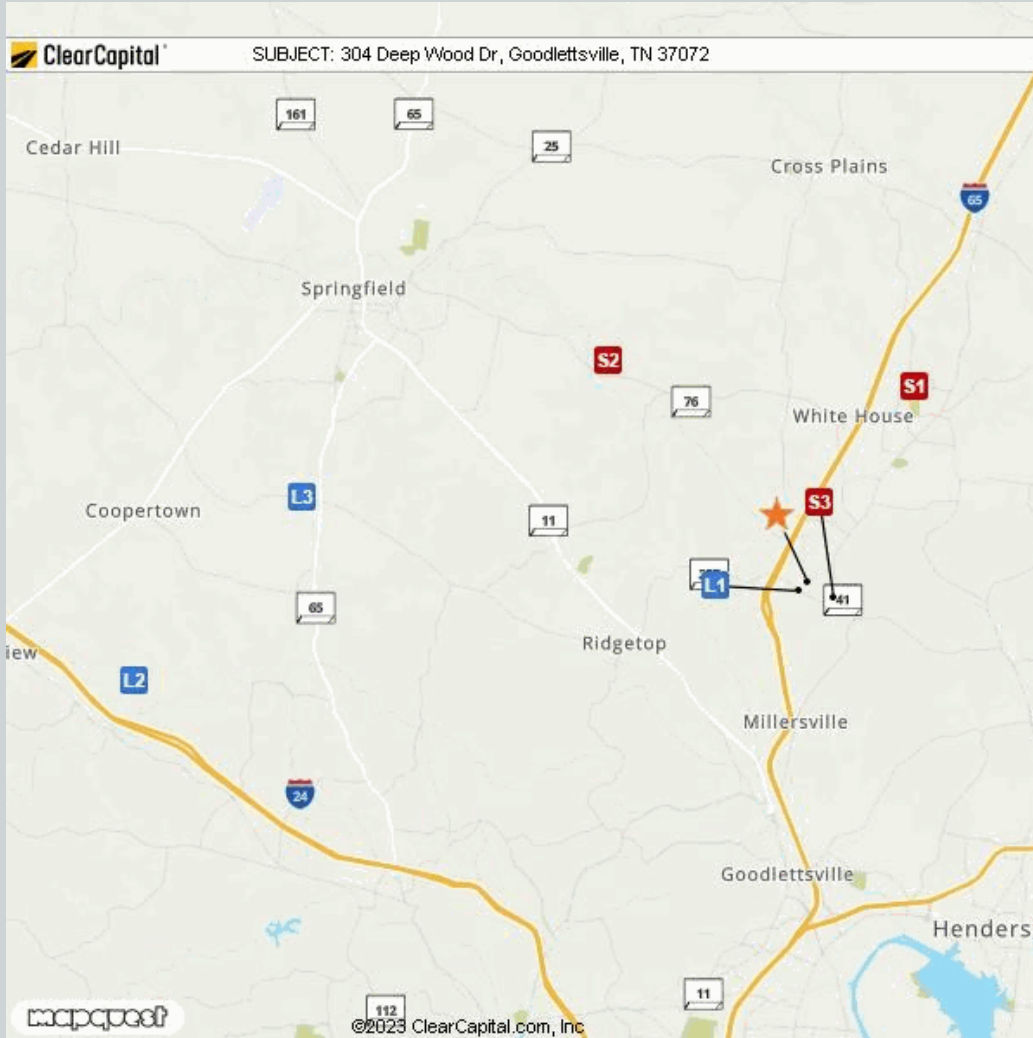 ClearCapital
SUBJECT: 304 Deep Wood Dr, Goodlettsville, TN 37072
161
65
25
Cedar Hill
Cross Plains
65
Springfield
S2
S1
76
White House
L3
S3
Coopertown
11
L1
41
65
Ridgetop
iew
L2
Millersville
24
Goodlettsville
Henders
11
mapquest
112
©2023 ClearCapital.com, Inc